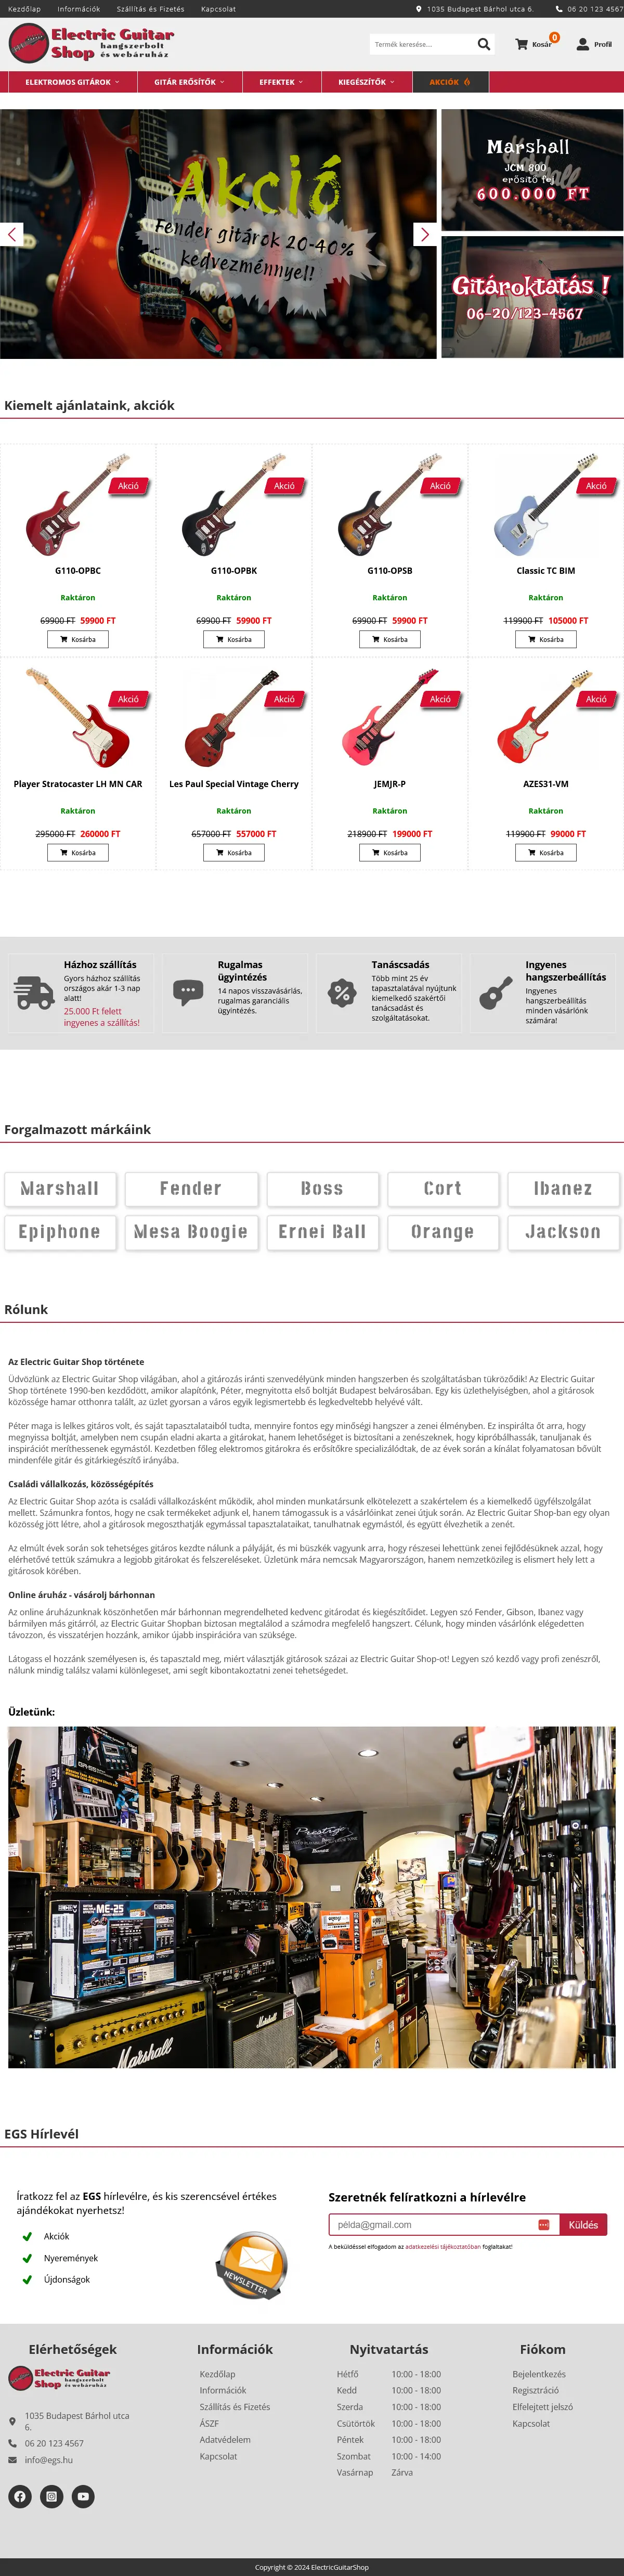 Kezdőlap Információk Szállítás és Fizetés Kapcsolat 1035 Budapest Bárhol utca 6. 06 20 123 4567
Electric Guitar Shop hangszerbolt és webáruház
Termék keresése... Kosár 0 Profil
ELEKTROMOS GITÁROK GITÁR ERŐSÍTŐK EFFEKTEK KIEGÉSZÍTŐK AKCIÓK
Akció
Fender gitárok 20-40%
kedvezménnyel!
Marshall
JCM 800
erősítő fej
600.000 FT
Gitároktatás !
06-20/123-4567
Ibanez
Kiemelt ajánlataink, akciók
Akció Akció Akció Akció
G110-OPBC G110-OPBK G110-OPSB Classic TC BIM
Raktáron Raktáron Raktáron Raktáron
69900 FT 59900 FT 69900 FT 59900 FT 69900 FT 59900 FT 119900 FT 105000 FT
Kosárba Kosárba Kosárba Kosárba
Akció Akció Akció Akció
Player Stratocaster LH MN CAR Les Paul Special Vintage Cherry JEMJR-P AZES31-VM
Raktáron Raktáron Raktáron Raktáron
295000 FT 260000 FT 657000 FT 557000 FT 218900 FT 199000 FT 119900 FT 99000 FT
Kosárba Kosárba Kosárba Kosárba
Házhoz szállítás
Gyors házhoz szállítás
országos akár 1-3 nap
alatt!
25.000 Ft felett
ingyenes a szállítás!
Rugalmas
ügyintézés
14 napos visszavásárlás,
rugalmas garanciális
ügyintézés.
Tanáscsadás
Több mint 25 év
tapasztalatával nyújtunk
kiemelkedő szakértői
tanácsadást és
szolgáltatásokat.
Ingyenes
hangszerbeállítás
Ingyenes
hangszerbeállítás
minden vásárlónk
számára!
Forgalmazott márkáink
Marshall Fender Boss Cort Ibanez
Epiphone Mesa Boogie Ernei Ball Orange Jackson
Rólunk
Az Electric Guitar Shop története
Üdvözlünk az Electric Guitar Shop világában, ahol a gitározás iránti szenvedélyünk minden hangszerben és szolgáltatásban tükröződik! Az Electric Guitar
Shop története 1990-ben kezdődött, amikor alapítónk, Péter, megnyitotta első boltját Budapest belvárosában. Egy kis üzlethelyiségben, ahol a gitárosok
közössége hamar otthonra talált, az üzlet gyorsan a város egyik legismertebb és legkedveltebb helyévé vált.
Péter maga is lelkes gitáros volt, és saját tapasztalataiból tudta, mennyire fontos egy minőségi hangszer a zenei élményben. Ez inspirálta őt arra, hogy
megnyissa boltját, amelyben nem csupán eladni akarta a gitárokat, hanem lehetőséget is biztosítani a zenészeknek, hogy kipróbálhassák, tanuljanak és
inspirációt meríthessenek egymástól. Kezdetben főleg elektromos gitárokra és erősítőkre specializálódtak, de az évek során a kínálat folyamatosan bővült
mindenféle gitár és gitárkiegészítő irányába.
Családi vállalkozás, közösségépítés
Az Electric Guitar Shop azóta is családi vállalkozásként működik, ahol minden munkatársunk elkötelezett a szakértelem és a kiemelkedő ügyfélszolgálat
mellett. Számunkra fontos, hogy ne csak termékeket adjunk el, hanem támogassuk is a vásárlóinkat zenei útjuk során. Az Electric Guitar Shop-ban egy olyan
közösség jött létre, ahol a gitárosok megoszthatják egymással tapasztalataikat, tanulhatnak egymástól, és együtt élvezhetik a zenét.
Az elmúlt évek során sok tehetséges gitáros kezdte nálunk a pályáját, és mi büszkék vagyunk arra, hogy részesei lehettünk zenei fejlődésüknek azzal, hogy
elérhetővé tettük számukra a legjobb gitárokat és felszereléseket. Üzletünk mára nemcsak Magyarországon, hanem nemzetközileg is elismert hely lett a
gitárosok körében.
Online áruház - vásárolj bárhonnan
Az online áruházunknak köszönhetően már bárhonnan megrendelheted kedvenc gitárodat és kiegészítőidet. Legyen szó Fender, Gibson, Ibanez vagy
bármilyen más gitárról, az Electric Guitar Shopban biztosan megtalálod a számodra megfelelő hangszert. Célunk, hogy minden vásárlónk elégedetten
távozzon, és visszatérjen hozzánk, amikor újabb inspirációra van szüksége.
Látogass el hozzánk személyesen is, és tapasztald meg, miért választják gitárosok százai az Electric Guitar Shop-ot! Legyen szó kezdő vagy profi zenészről,
nálunk mindig találsz valami különlegeset, ami segít kibontakoztatni zenei tehetségedet.
Üzletünk:
Prestige
Ibanez
ME-25
BOSS
Marshall
Marshall
EGS Hírlevél
Íratkozz fel az EGS hírlevélre, és kis szerencsével értékes
ajándékokat nyerhetsz!
Akciók
Nyeremények
Újdonságok
NEWSLETTER
Szeretnék felíratkozni a hírlevélre
példa@gmail.com Küldés
A beküldéssel elfogadom az adatkezelési tájékoztatóban foglaltakat!
Elérhetőségek
Electric Guitar Shop hangszerbolt és webáruház
1035 Budapest Bárhol utca
6.
06 20 123 4567
info@egs.hu
Információk
Kezdőlap
Információk
Szállítás és Fizetés
ÁSZF
Adatvédelem
Kapcsolat
Nyitvatartás
Hétfő 10:00 - 18:00
Kedd 10:00 - 18:00
Szerda 10:00 - 18:00
Csütörtök 10:00 - 18:00
Péntek 10:00 - 18:00
Szombat 10:00 - 14:00
Vasárnap Zárva
Fiókom
Bejelentkezés
Regisztráció
Elfelejtett jelszó
Kapcsolat
Copyright © 2024 ElectricGuitarShop